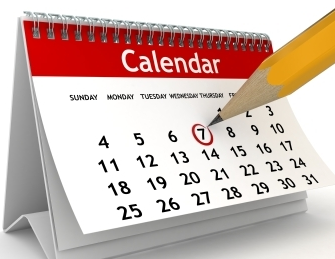 Calendar
SUNDAY MONDAY TUESDAY WEDNESDAY THURSDAY
1 2 3
4 5 6 7 8 9 10
11 12 13 14 15 16 17
18 19 20 21 22 23 24
25 26 27 28 29 30 31